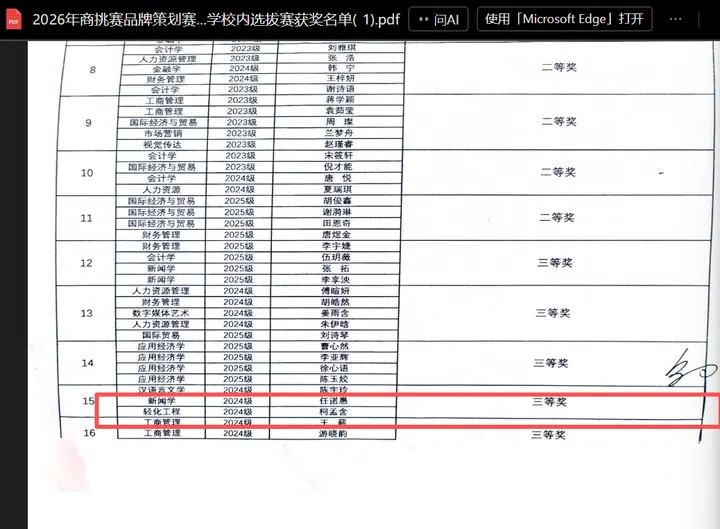 2026年商挑赛品牌策划赛...学校内选拔赛获奖名单( 1).pdf 问AI 使用「Microsoft Edge」打开 ...
会计学 2023级 刘雅琪
人力资源管理 2023级 张 浩
8 金融学 2024级 韩 宁 二等奖
财务管理 2024级 王梓妍
会计学 2023级 谢诗语
工商管理 2023级 蒋学颖
工商管理 2023级 袁茹莹
9 国际经济与贸易 2023级 周 璨 二等奖
市场营销 2023级 兰梦舟
视觉传达 2023级 赵瑾睿
会计学 2023级 宋筱轩
国际经济与贸易 2023级 倪才能
10 会计学 2024级 唐 悦 二等奖
人力资源 2024级 夏瑞琪
国际经济与贸易 2025级 胡俊鑫
11 国际经济与贸易 2025级 谢漪琳 二等奖
国际经济与贸易 2025级 田恩奇
财务管理 2025级 唐煜金
财务管理 2025级 李宇婕
12 会计学 2025级 伍玥薇 三等奖
新闻学 2025级 张 拓
新闻学 2025级 李享泱
人力资源管理 2024级 傅暄妍
财务管理 2024级 胡皓然
13 数字媒体艺术 2024级 姜雨含 三等奖
人力资源管理 2024级 朱伊晗
国际贸易 2025级 刘诗琴
应用经济学 2025级 曹心然
应用经济学 2025级 李亚辉
14 应用经济学 2025级 徐心语 三等奖
应用经济学 2025级 陈玉姣
汉语言文学 2024级 陈宇玲
15 新闻学 2024级 任诺愚 三等奖
轻化工程 2024级 柯孟含
工商管理 2024级 王 薪
16 工商管理 2024级 游晓韵 三等奖